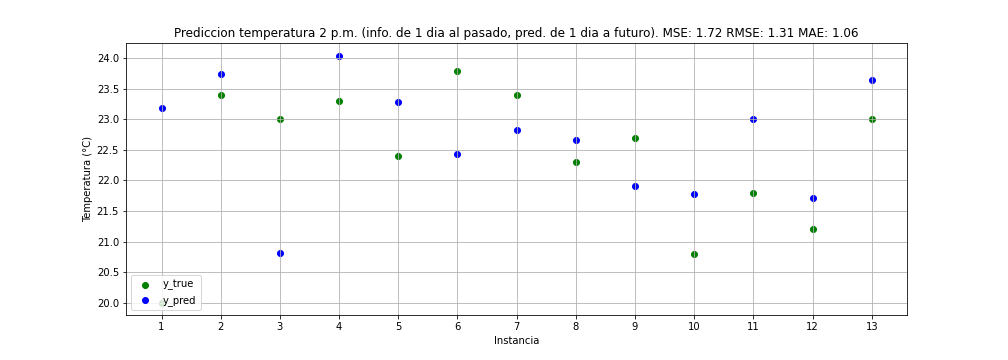 Prediccion temperatura 2 p.m. (info. de 1 dia al pasado, pred. de 1 dia a futuro). MSE: 1.72 RMSE: 1.31 MAE: 1.06
Temperatura (°C)
24.0
23.5
23.0
22.5
22.0
21.5
21.0
20.5
20.0
y_true
y_pred
1 2 3 4 5 6 7 8 9 10 11 12 13
Instancia